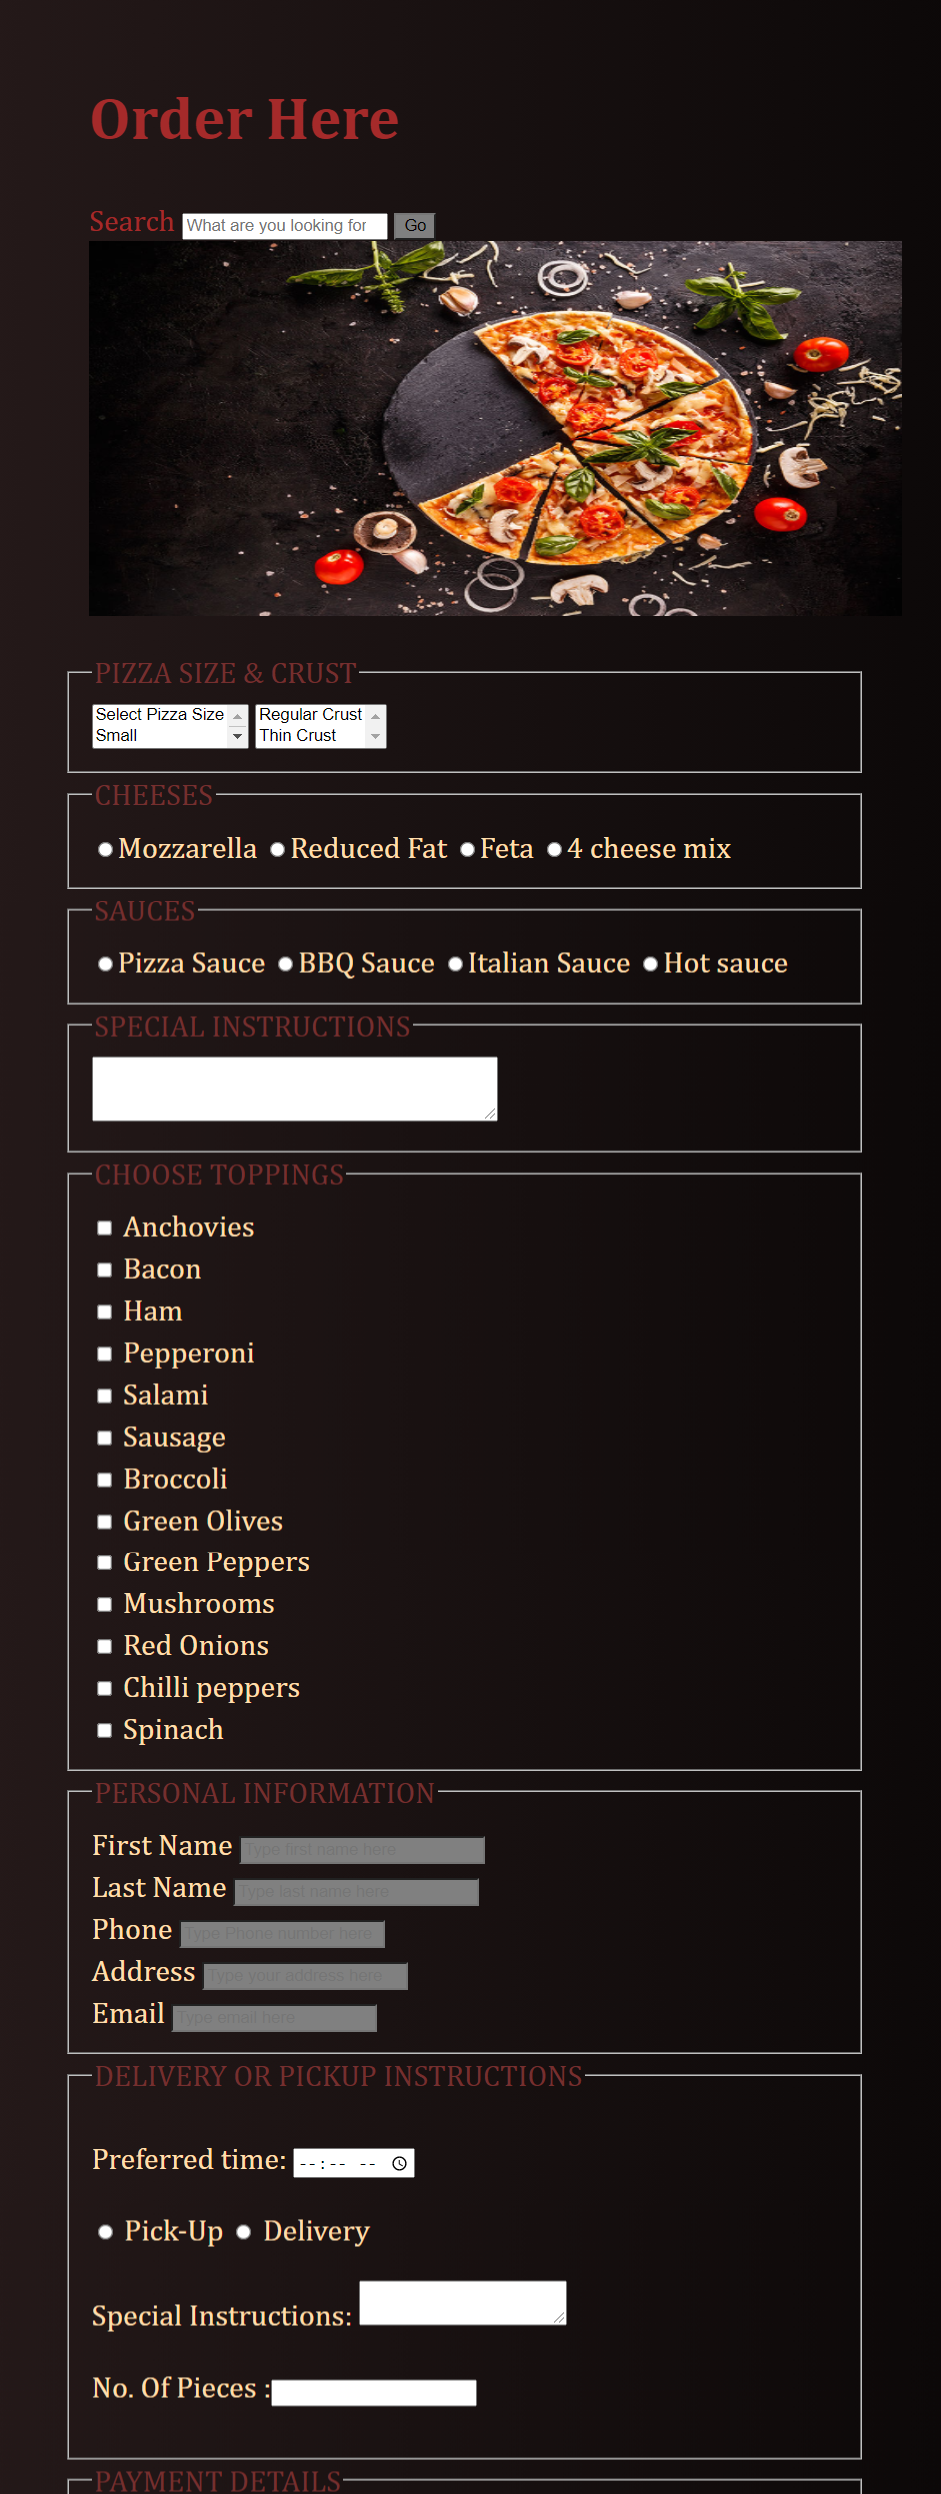 Order Here
Search What are you looking for Go
PIZZA SIZE & CRUST
Select Pizza Size Regular Crust
Small Thin Crust
CHEESES
Mozzarella Reduced Fat Feta 4 cheese mix
SAUCES
Pizza Sauce BBQ Sauce Italian Sauce Hot sauce
SPECIAL INSTRUCTIONS
CHOOSE TOPPINGS
Anchovies
Bacon
Ham
Pepperoni
Salami
Sausage
Broccoli
Green Olives
Green Peppers
Mushrooms
Red Onions
Chilli peppers
Spinach
PERSONAL INFORMATION
First Name Type first name here
Last Name Type last name here
Phone Type Phone number here
Address Type your address here
Email Type email here
DELIVERY OR PICKUP INSTRUCTIONS
Preferred time: --:-- --
Pick-Up Delivery
Special Instructions:
No. Of Pieces :
PAYMENT DETAILS